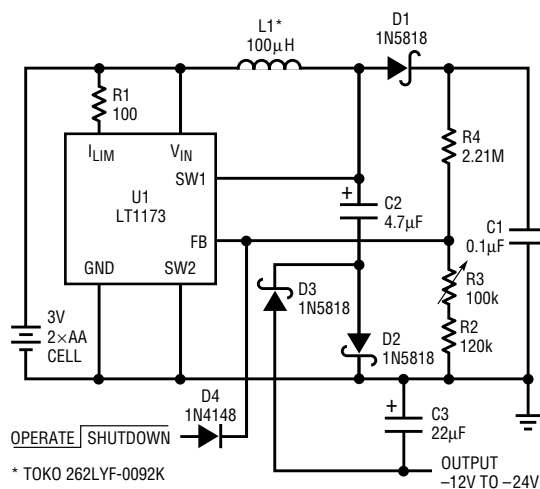 L1*
100µH
D1
1N5818
R1
100
R4
2.21M
I LIM
V IN
SW1
U1
LT1173
C2
4.7µF
+
C1
0.1µF
FB
GND
SW2
D3
1N5818
R3
100k
3V
2×AA
CELL
D2
1N5818
R2
120k
D4
1N4148
+
C3
22µF
OPERATE SHUTDOWN
* TOKO 262LYF-0092K
OUTPUT
–12V TO –24V